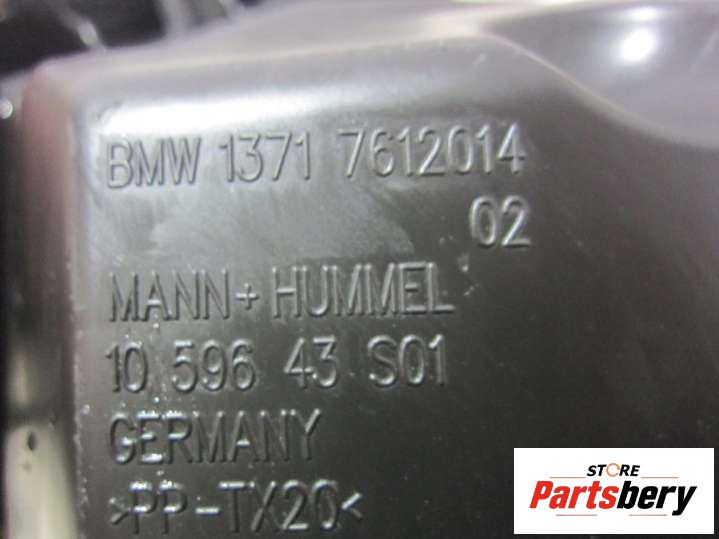 BMW 1371 7612014
02
MANN+HUMMEL
10 596 43 S01
GERMANY
>PP-TX20<
STORE
Partsbery